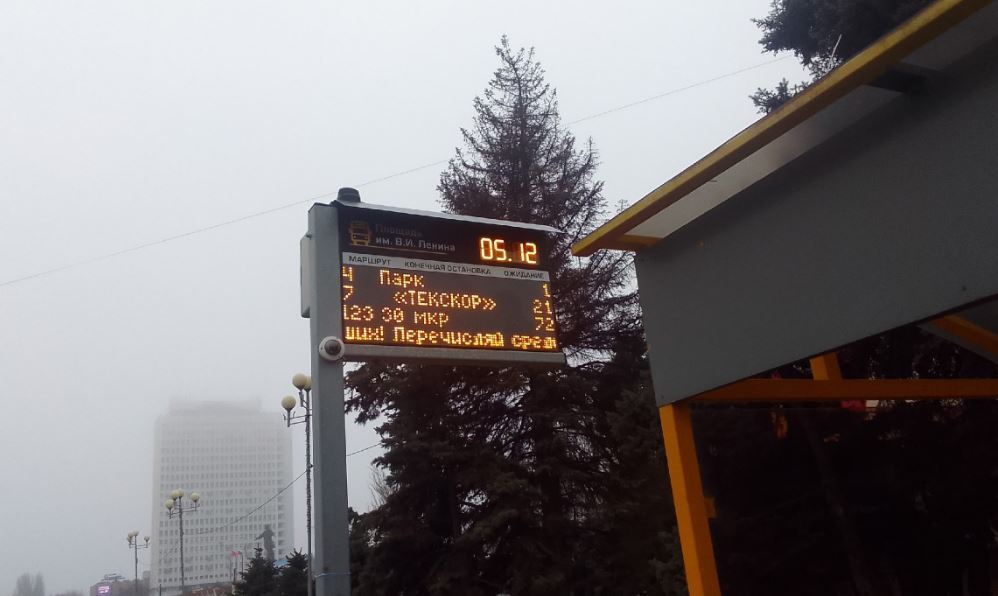 Площадь
им. В.И. Ленина
05.12
МАРШРУТ КОНЕЧНАЯ ОСТАНОВКА ОЖИДАНИЕ
4 Парк 1
7 «ТЕКСКОР» 21
123 30 мкр 72
ших! Перечисляй сред